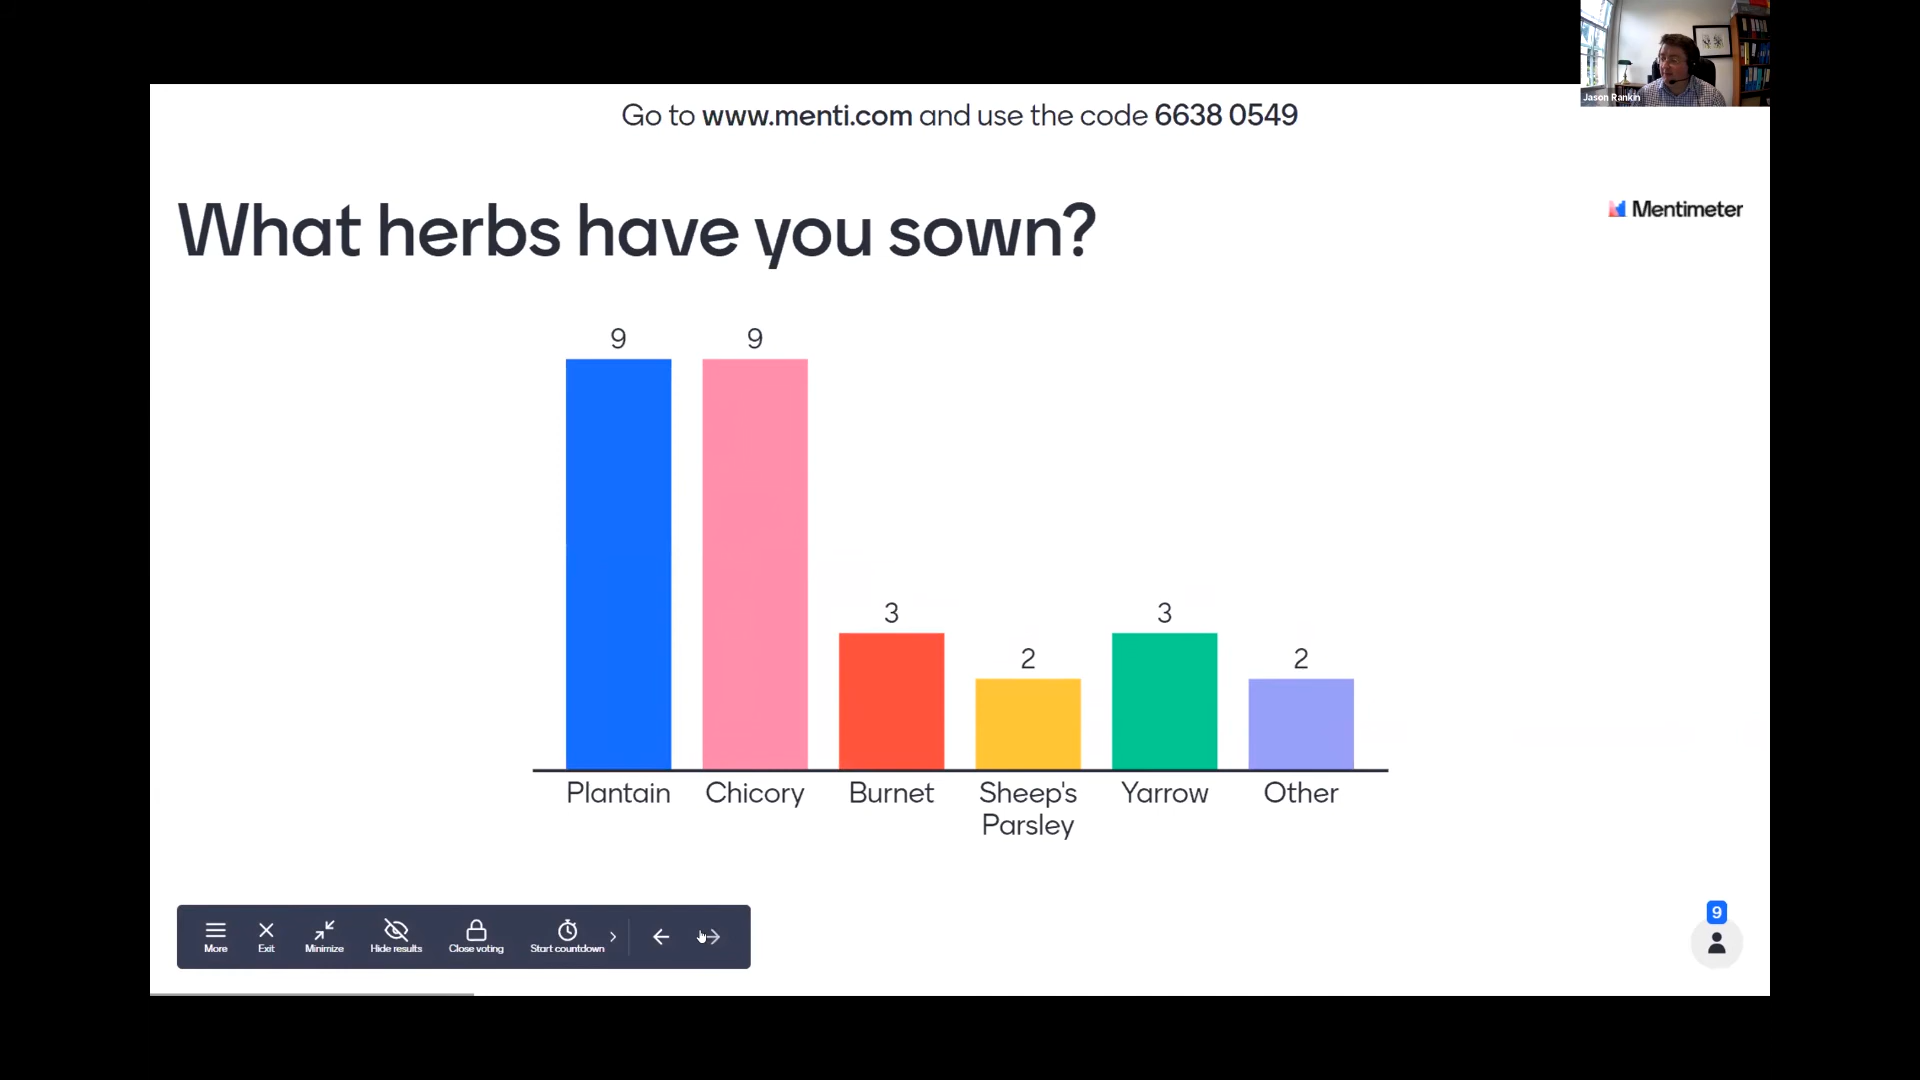 Jason Rankin
Go to www.menti.com and use the code 6638 0549
What herbs have you sown?
Mentimeter
9
9
3
2
3
2
Plantain
Chicory
Burnet
Sheep's
Parsley
Yarrow
Other
More
Exit
Minimize
Hide results
Close voting
Start countdown
9